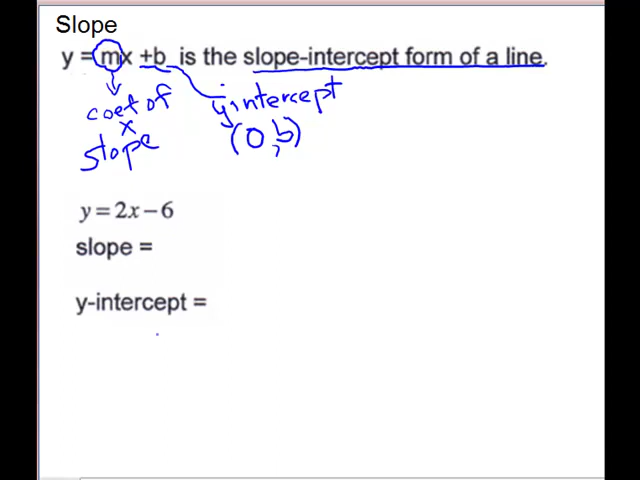 Slope
y = mx +b is the slope-intercept form of a line.
coef of
x
slope
y intercept
(0, b)
y = 2x − 6
slope =
y-intercept =